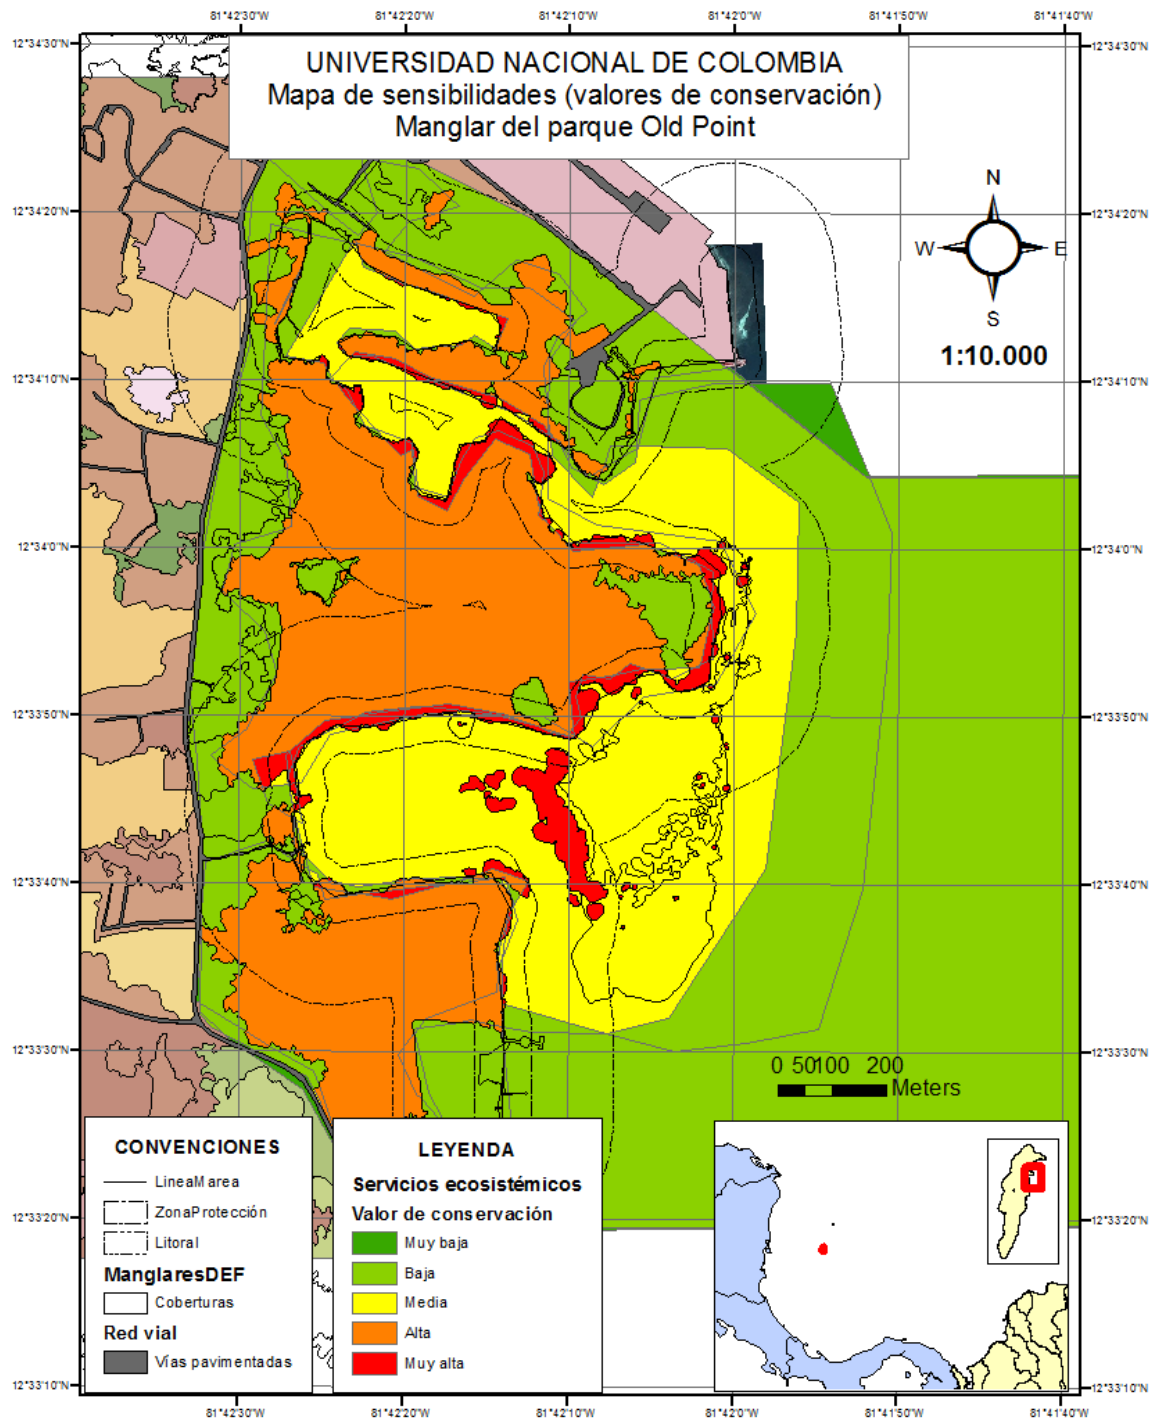 81°42'30"W 81°42'20"W 81°42'10"W 81°42'0"W 81°41'50"W 81°41'40"W
12°34'30"N 12°34'30"N
UNIVERSIDAD NACIONAL DE COLOMBIA
Mapa de sensibilidades (valores de conservación)
Manglar del parque Old Point
N
12°34'20"N 12°34'20"N
W E
S
1:10.000
12°34'10"N 12°34'10"N
12°34'0"N 12°34'0"N
12°33'50"N 12°33'50"N
12°33'40"N 12°33'40"N
12°33'30"N 12°33'30"N
0 50100 200
Meters
CONVENCIONES
LineaMarea
ZonaProtección
Litoral
ManglaresDEF
Coberturas
Red vial
Vías pavimentadas
LEYENDA
Servicios ecosistémicos
Valor de conservación
Muy baja
Baja
Media
Alta
Muy alta
12°33'20"N 12°33'20"N
12°33'10"N 12°33'10"N
81°42'30"W 81°42'20"W 81°42'10"W 81°42'0"W 81°41'50"W 81°41'40"W